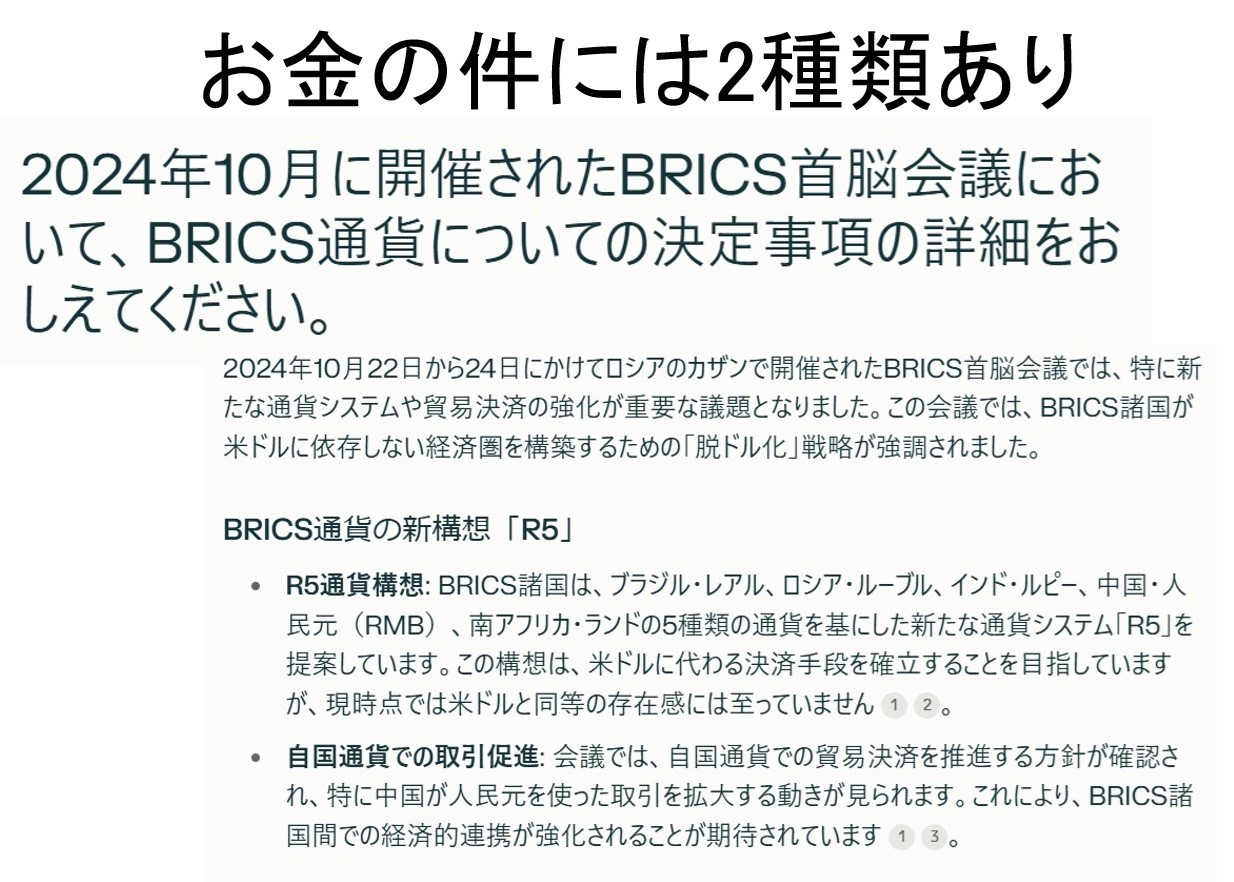 お金の件には2種類あり
2024年10月に開催されたBRICS首脳会議にお
いて、BRICS通貨についての決定事項の詳細をお
しえてください。
2024年10月22日から24日にかけてロシアのカザンで開催されたBRICS首脳会議では、特に新
たな通貨システムや貿易決済の強化が重要な議題となりました。この会議では、BRICS諸国が
米ドルに依存しない経済圏を構築するための「脱ドル化」戦略が強調されました。
BRICS通貨の新構想「R5」
• R5通貨構想: BRICS諸国は、ブラジル・レアル、ロシア・ルーブル、インド・ルピー、中国・人
民元（RMB）、南アフリカ・ランドの5種類の通貨を基にした新たな通貨システム「R5」を
提案しています。この構想は、米ドルに代わる決済手段を確立することを目指しています
が、現時点では米ドルと同等の存在感には至っていません 1 2 。
• 自国通貨での取引促進: 会議では、自国通貨での貿易決済を推進する方針が確認さ
れ、特に中国が人民元を使った取引を拡大する動きが見られます。これにより、BRICS諸
国間での経済的連携が強化されることが期待されています 1 3 。